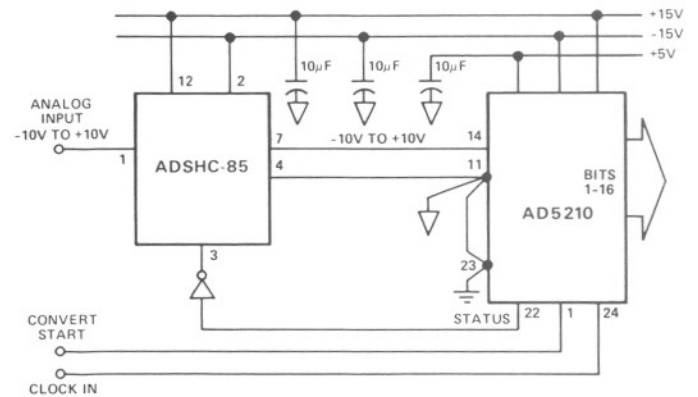 +15V
-15V
+5V
10μF
10μF
10μF
12
2
ANALOG
INPUT
-10V TO +10V
1
7
-10V TO +10V
14
4
11
ADSHC-85
BITS
1-16
AD5210
3
23
STATUS
22
1
24
CONVERT
START
CLOCK IN